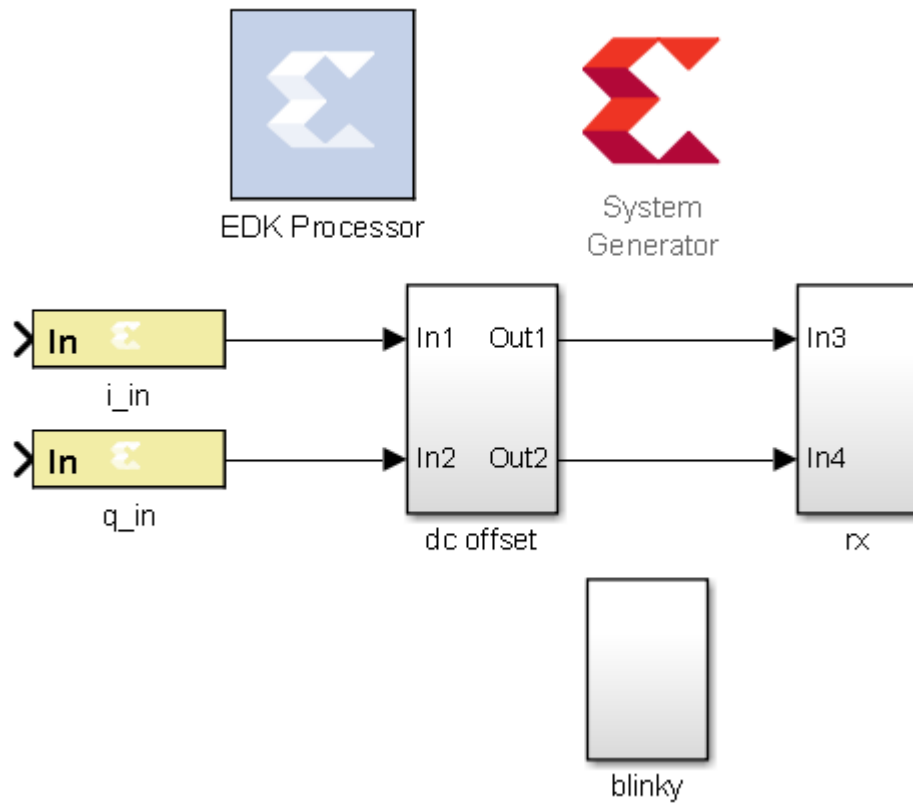 EDK Processor
System
Generator
In
i_in
In
q_in
In1 Out1
In2 Out2
dc offset
In3
In4
rx
blinky